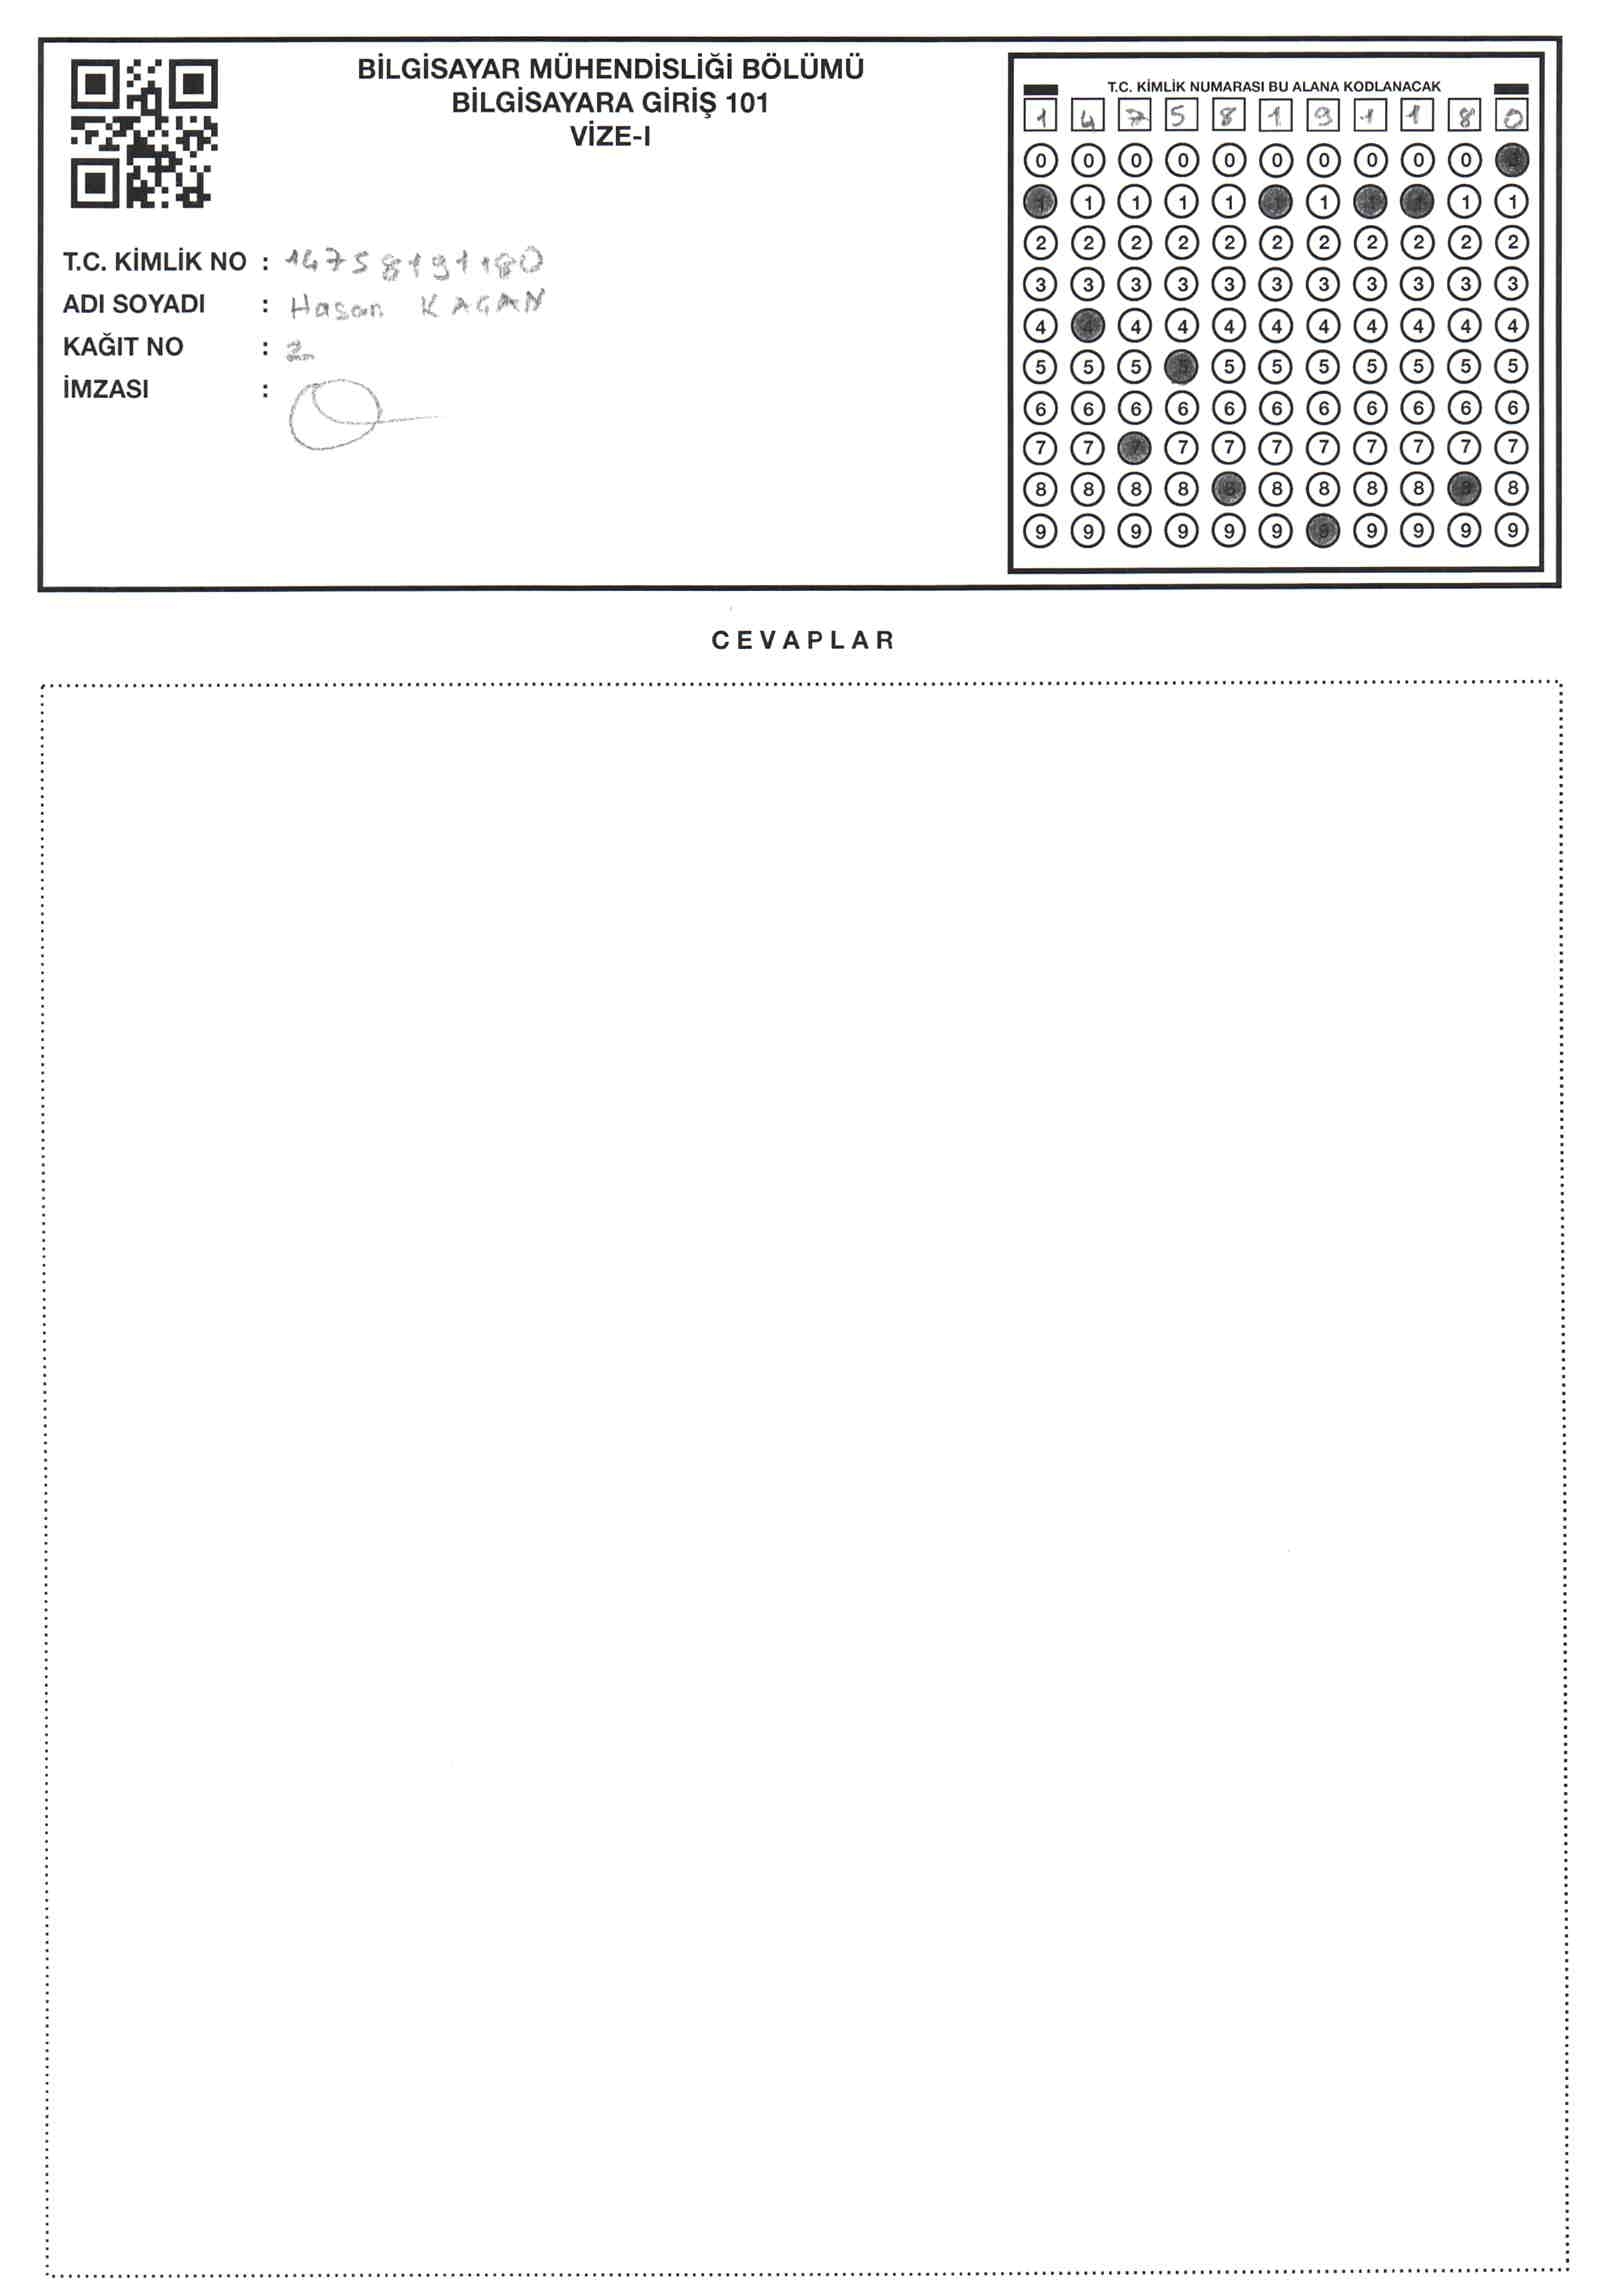 BİLGİSAYAR MÜHENDİSLİĞİ BÖLÜMÜ
BİLGİSAYARA GİRİŞ 101
VİZE-I
T.C. KİMLİK NO : 14758191180
ADI SOYADI : Hasan KAGAN
KAĞIT NO : 2
İMZASI :
T.C. KİMLİK NUMARASI BU ALANA KODLANACAK
1 4 7 5 8 1 9 1 1 8 0
0 0 0 0 0 0 0 0 0 0 0
1 1 1 1 1 1 1 1 1 1 1
2 2 2 2 2 2 2 2 2 2 2
3 3 3 3 3 3 3 3 3 3 3
4 4 4 4 4 4 4 4 4 4 4
5 5 5 5 5 5 5 5 5 5 5
6 6 6 6 6 6 6 6 6 6 6
7 7 7 7 7 7 7 7 7 7 7
8 8 8 8 8 8 8 8 8 8 8
9 9 9 9 9 9 9 9 9 9 9
CEVAPLAR